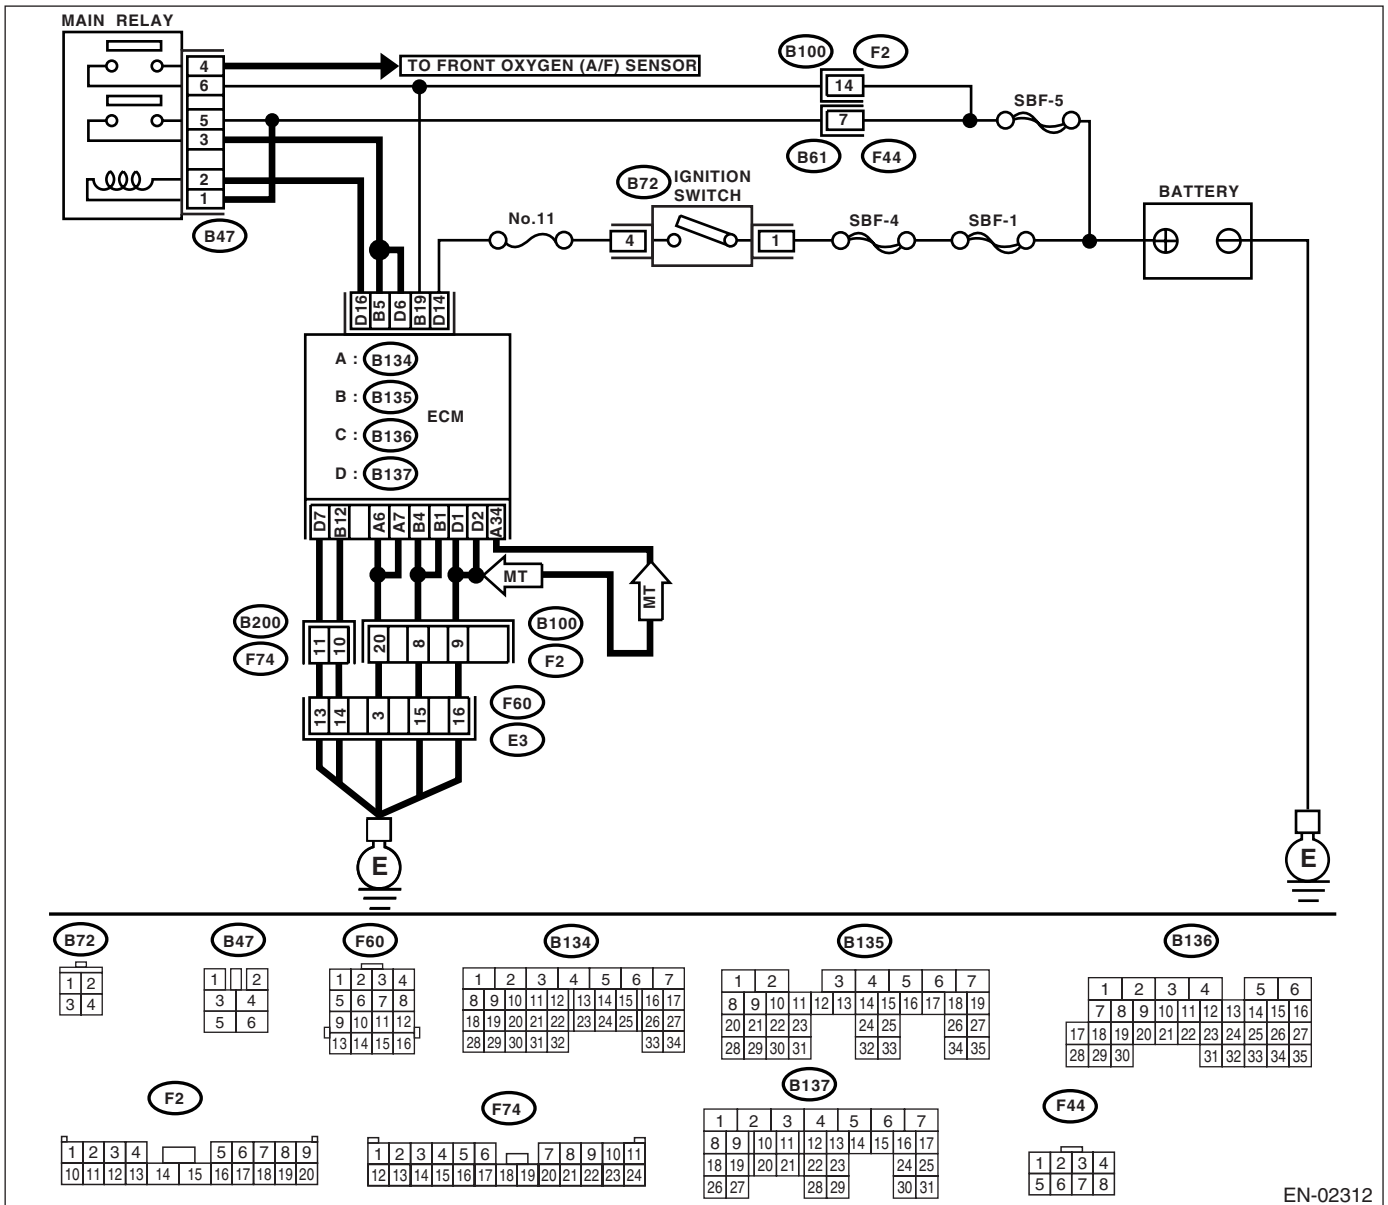 MAIN RELAY
4
TO FRONT OXYGEN (A/F) SENSOR
6
5
3
2
1
B47
B100 F2
14
7
B61 F44
SBF-5
B72 IGNITION SWITCH
No.11
4
1
SBF-4
SBF-1
BATTERY
D16 B5 D6 B19 D14
A : B134
B : B135
ECM
C : B136
D : B137
D7 B12 A6 A7 B4 B1 D1 D2 A34
MT
MT
B200
F74
11 10
20 8 9
B100
F2
13 14 3 15 16
F60
E3
E
E
B72
1 2
3 4
B47
1 2
3 4
5 6
F60
1 2 3 4
5 6 7 8
9 10 11 12
13 14 15 16
B134
1 2 3 4 5 6 7
8 9 10 11 12 13 14 15 16 17
18 19 20 21 22 23 24 25 26 27
28 29 30 31 32 33 34
B135
1 2 3 4 5 6 7
8 9 10 11 12 13 14 15 16 17 18 19
20 21 22 23 24 25 26 27
28 29 30 31 32 33 34 35
B136
1 2 3 4 5 6
7 8 9 10 11 12 13 14 15 16
17 18 19 20 21 22 23 24 25 26 27
28 29 30 31 32 33 34 35
F2
1 2 3 4 5 6 7 8 9
10 11 12 13 14 15 16 17 18 19 20
F74
1 2 3 4 5 6 7 8 9 10 11
12 13 14 15 16 17 18 19 20 21 22 23 24
B137
1 2 3 4 5 6 7
8 9 10 11 12 13 14 15 16 17
18 19 20 21 22 23 24 25
26 27 28 29 30 31
F44
1 2 3 4
5 6 7 8
EN-02312